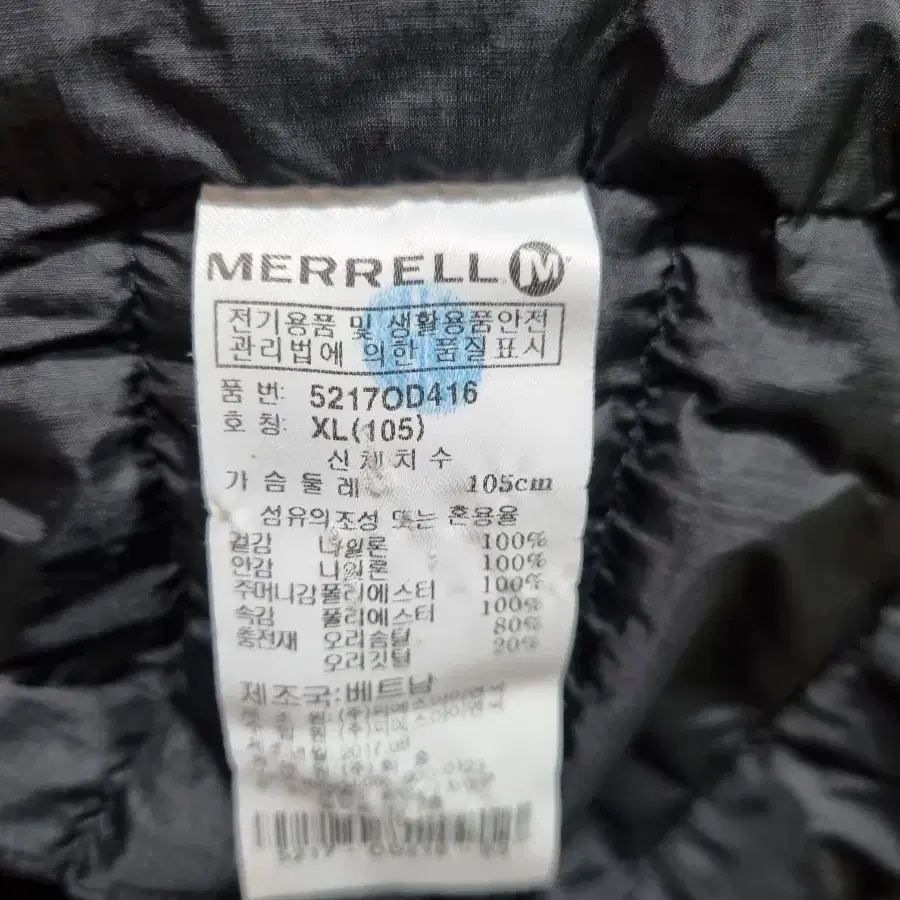 MERRELL M
전기용품 및 생활용품안전
관리법에 의한 품질표시
품 번: 5217OD416
호 칭: XL(105)
신체치수
가슴둘레 105cm
섬유의조성 또는 혼용율
겉감 나일론 100%
안감 나일론 100%
주머니감 폴리에스터 100%
속감 폴리에스터 100%
충전재 오리솜털 80%
오리깃털 20%
제조국:베트남
2017.09